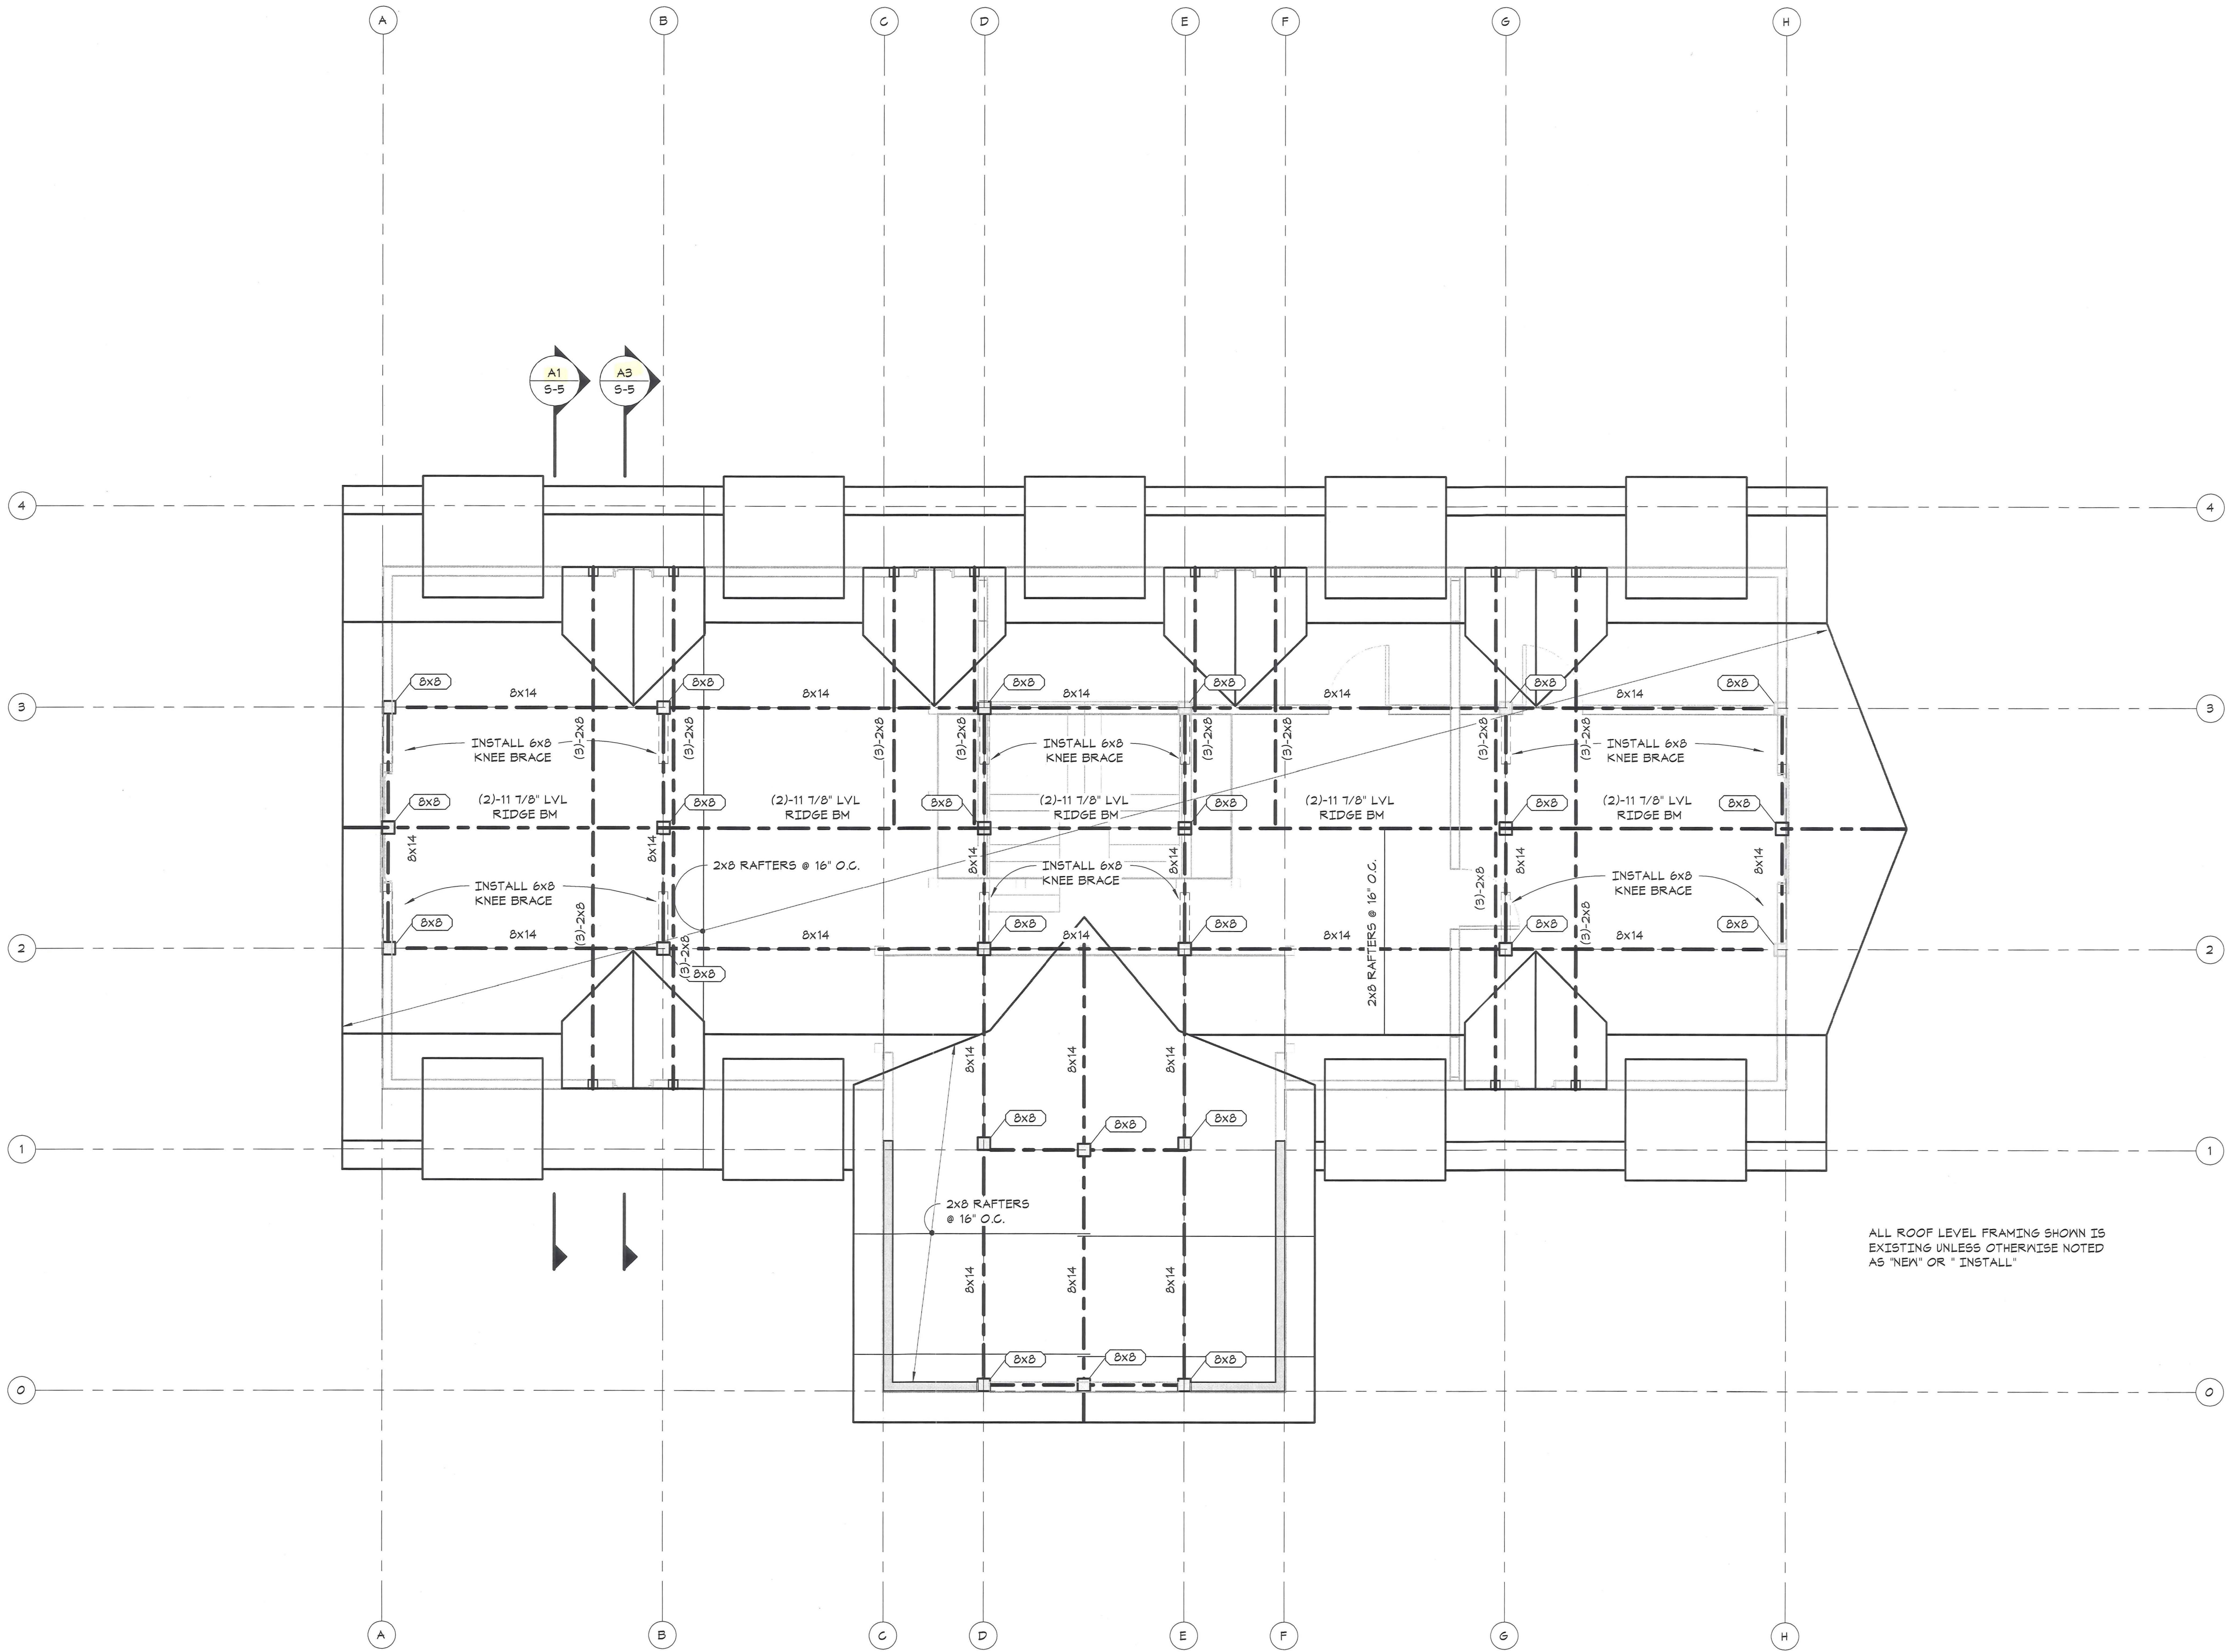 A B C D E F G H
A1 A3
S-5 S-5
4 4
8x8 8x8 8x8 8x8 8x8 8x8
8x14 8x14 8x14 8x14 8x14
3 3
(3)-2x8 (3)-2x8 (3)-2x8 (3)-2x8 (3)-2x8 (3)-2x8 (3)-2x8 (3)-2x8
INSTALL 6x8
KNEE BRACE
INSTALL 6x8
KNEE BRACE
INSTALL 6x8
KNEE BRACE
8x8 8x8 8x8 8x8 8x8 8x8
(2)-11 7/8" LVL
RIDGE BM
(2)-11 7/8" LVL
RIDGE BM
(2)-11 7/8" LVL
RIDGE BM
(2)-11 7/8" LVL
RIDGE BM
(2)-11 7/8" LVL
RIDGE BM
8x14 8x14 8x14 8x14 8x14 8x14
2x8 RAFTERS @ 16" O.C.
2x8 RAFTERS @ 16" O.C.
INSTALL 6x8
KNEE BRACE
INSTALL 6x8
KNEE BRACE
INSTALL 6x8
KNEE BRACE
(3)-2x8 (3)-2x8 (3)-2x8 (3)-2x8
8x8 8x8 8x8 8x8 8x8
8x14 8x14 8x14 8x14 8x14
2 2
8x8
8x14 8x14 8x14
8x8 8x8 8x8
1 1
2x8 RAFTERS
@ 16" O.C.
ALL ROOF LEVEL FRAMING SHOWN IS
EXISTING UNLESS OTHERWISE NOTED
AS "NEW" OR " INSTALL"
8x14 8x14 8x14
8x8 8x8 8x8
0 0
A B C D E F G H